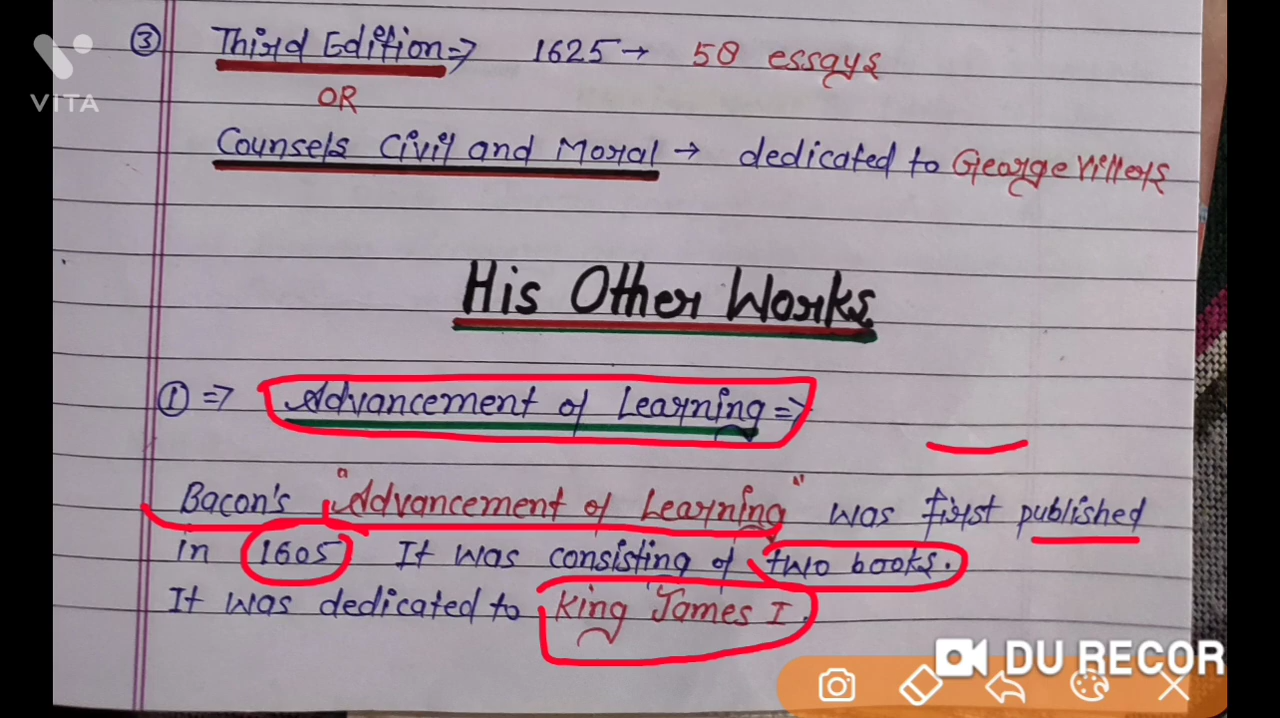 ③ Third Edition⇒ 1625→ 58 essays
VITA
OR
Counsels Civil and Moral → dedicated to George Villers
His Other Works
①⇒ Advancement of Learning⇒
Bacon's "Advancement of Learning" was first published
in 1605 It was consisting of two books.
It was dedicated to King James I.
DU RECOR